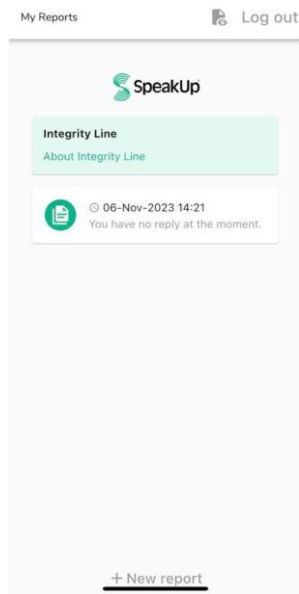 My Reports
Log out
SpeakUp
Integrity Line
About Integrity Line
06-Nov-2023 14:21
You have no reply at the moment.
+ New report